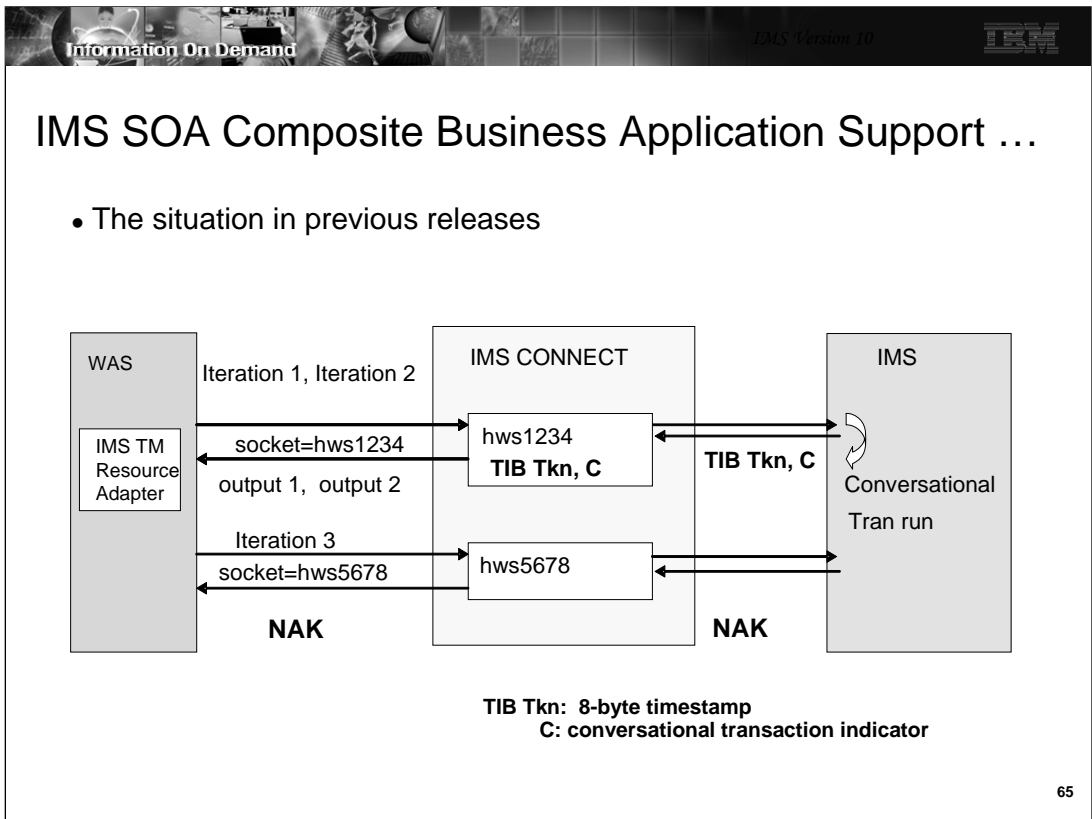 Information On Demand
IMS Version 10
IBM
IMS SOA Composite Business Application Support …
• The situation in previous releases
WAS
IMS TM
Resource
Adapter
Iteration 1, Iteration 2
socket=hws1234
output 1, output 2
Iteration 3
socket=hws5678
NAK
IMS CONNECT
hws1234
TIB Tkn, C
hws5678
TIB Tkn, C
NAK
IMS
Conversational
Tran run
TIB Tkn: 8-byte timestamp
C: conversational transaction indicator
65